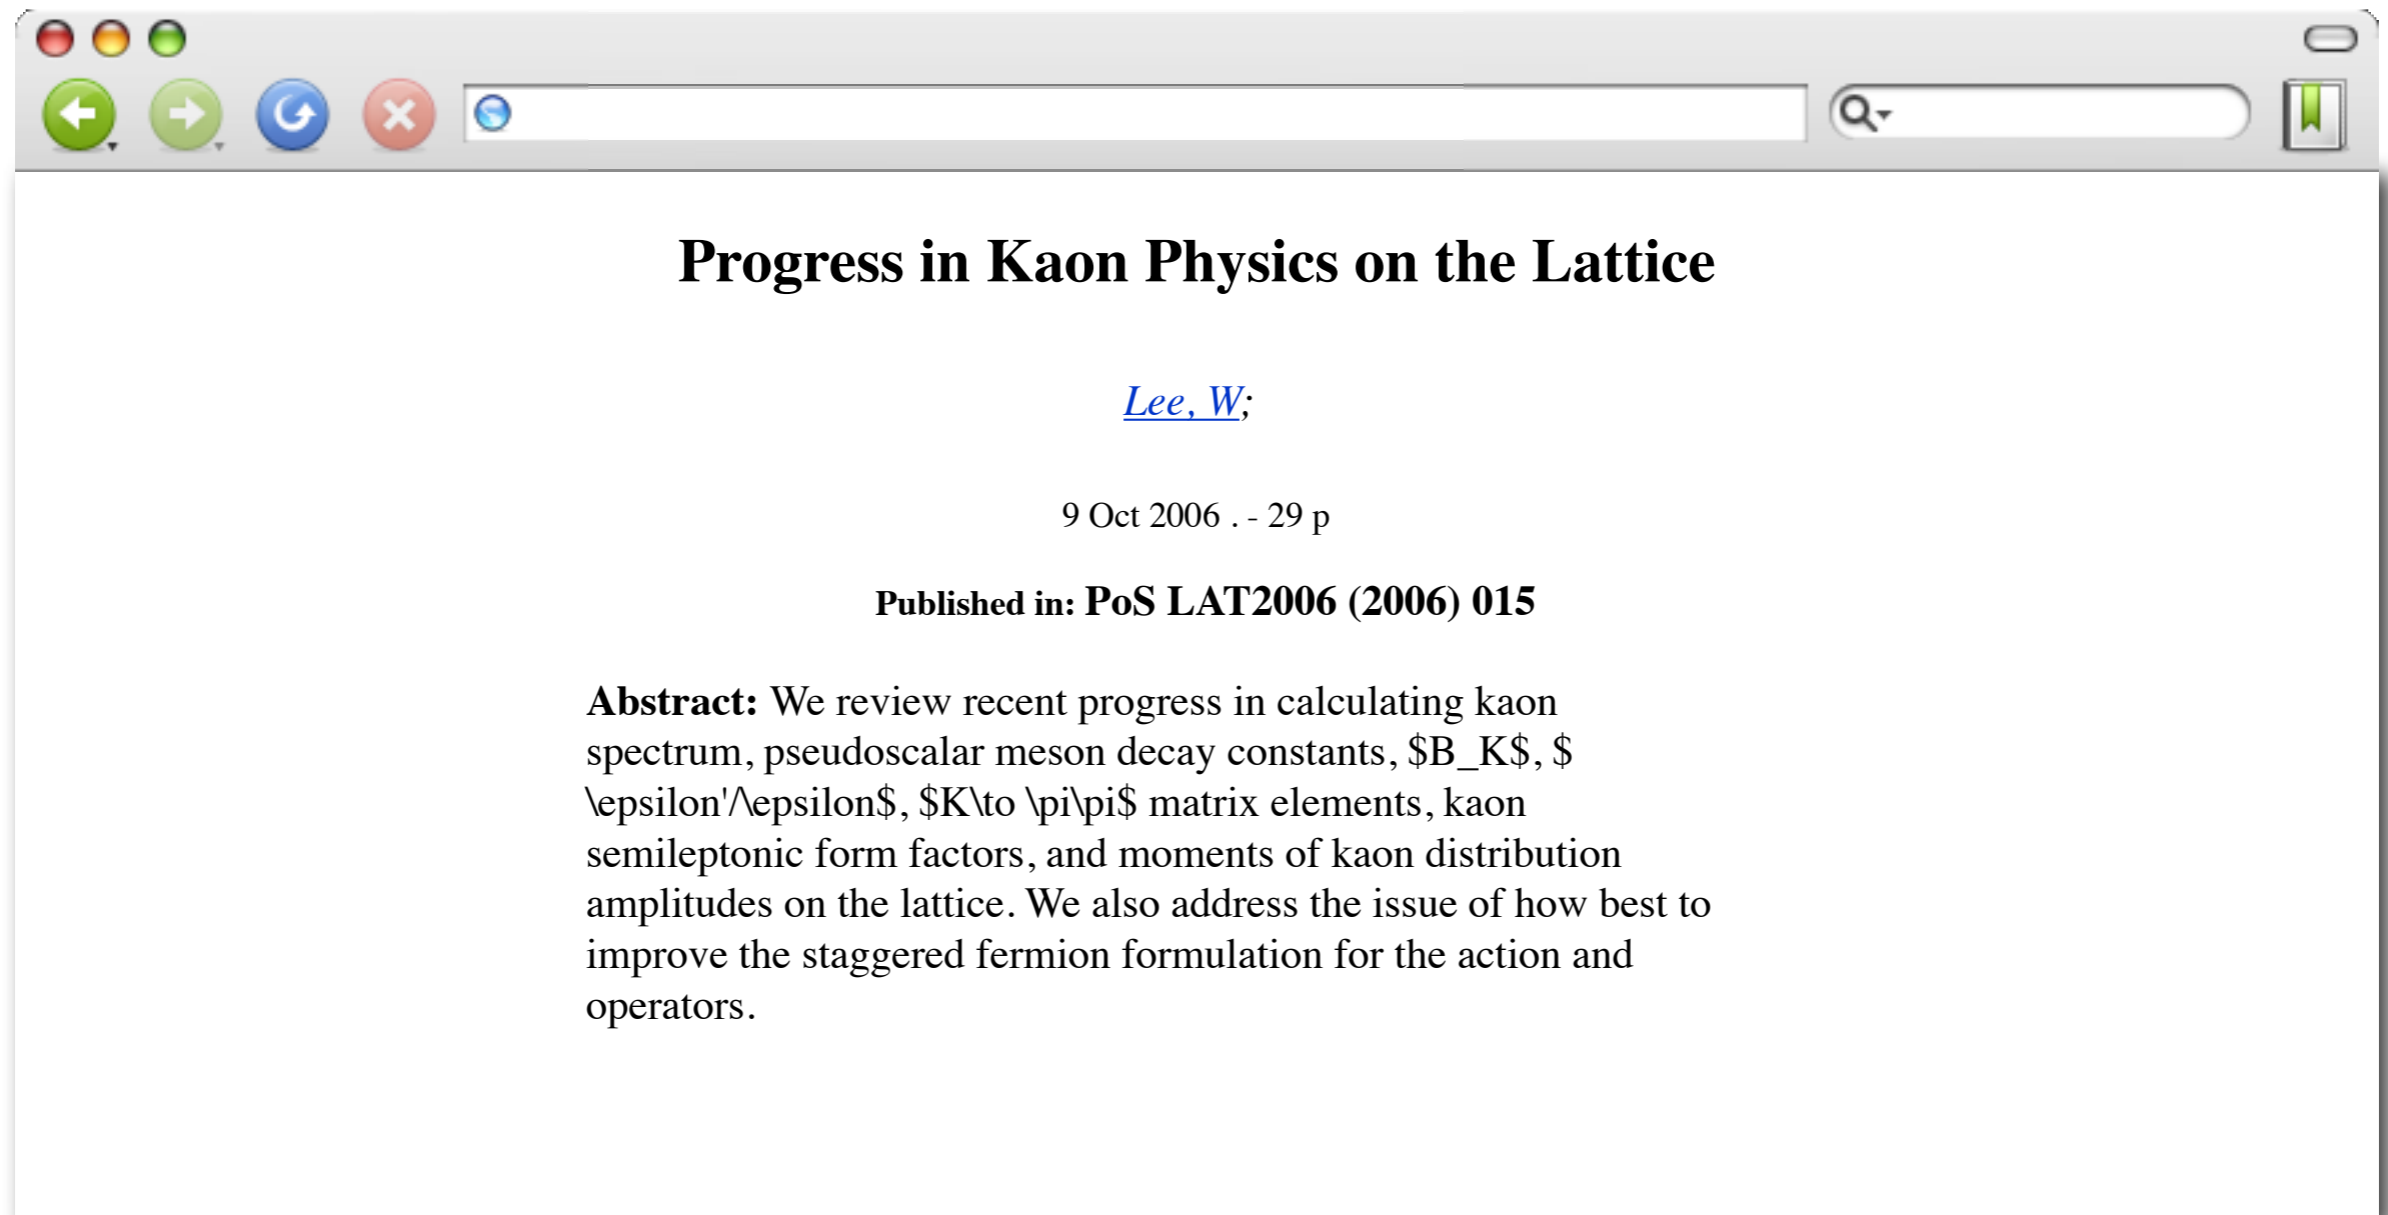 Progress in Kaon Physics on the Lattice
Lee, W;
9 Oct 2006 . - 29 p
Published in: PoS LAT2006 (2006) 015
Abstract: We review recent progress in calculating kaon
spectrum, pseudoscalar meson decay constants, $B_K$, $
\epsilon'/\epsilon$, $K\to \pi\pi$ matrix elements, kaon
semileptonic form factors, and moments of kaon distribution
amplitudes on the lattice. We also address the issue of how best to
improve the staggered fermion formulation for the action and
operators.